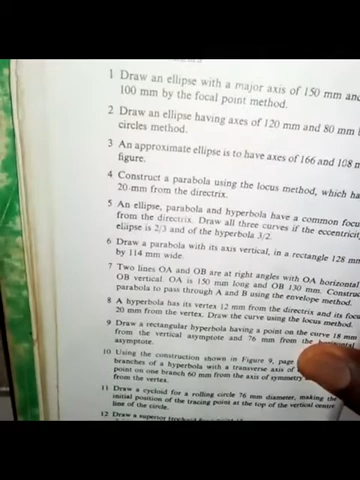 1 Draw an ellipse with a major axis of 150 mm and
100 mm by the focal point method.
2 Draw an ellipse having axes of 120 mm and 80 mm
circles method.
3 An approximate ellipse is to have axes of 166 and 108 m
figure.
4 Construct a parabola using the locus method, which ha
20 mm from the directrix.
5 An ellipse, parabola and hyperbola have a common focu
from the directrix. Draw all three curves if the eccentricity
ellipse is 2/3 and of the hyperbola 3/2.
6 Draw a parabola with its axis vertical, in a rectangle 128 mm
by 114 mm wide.
7 Two lines OA and OB are at right angles with OA horizontal
OB vertical. OA is 150 mm long and OB 130 mm. Construc
parabola to pass through A and B using the envelope method.
8 A hyperbola has its vertex 12 mm from the directrix and its foc
20 mm from the vertex. Draw the curve using the locus method.
9 Draw a rectangular hyperbola having a point on the curve 18 mm
from the vertical asymptote and 76 mm from the horizontal
asymptote.
10 Using the construction shown in Figure 9, page
branches of a hyperbola with a transverse axis of
point on one branch 60 mm from the axis of symmetry
from the vertex.
11 Draw a cycloid for a rolling circle 76 mm diameter, making the
initial position of the tracing point at the top of the vertical centre
line of the circle.
12 Draw a superior trochoid